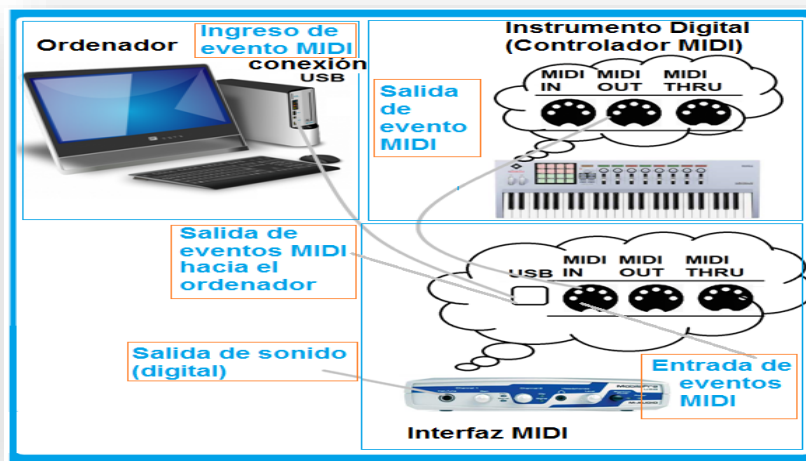 Ordenador
Ingreso de
evento MIDI
conexión
USB
Instrumento Digital
(Controlador MIDI)
MIDI
IN
MIDI
OUT
MIDI
THRU
Salida
de
evento
MIDI
Salida de
eventos MIDI
hacia el
ordenador
USB
MIDI
IN
MIDI
OUT
MIDI
THRU
Salida de sonido
(digital)
Entrada de
eventos
MIDI
Interfaz MIDI